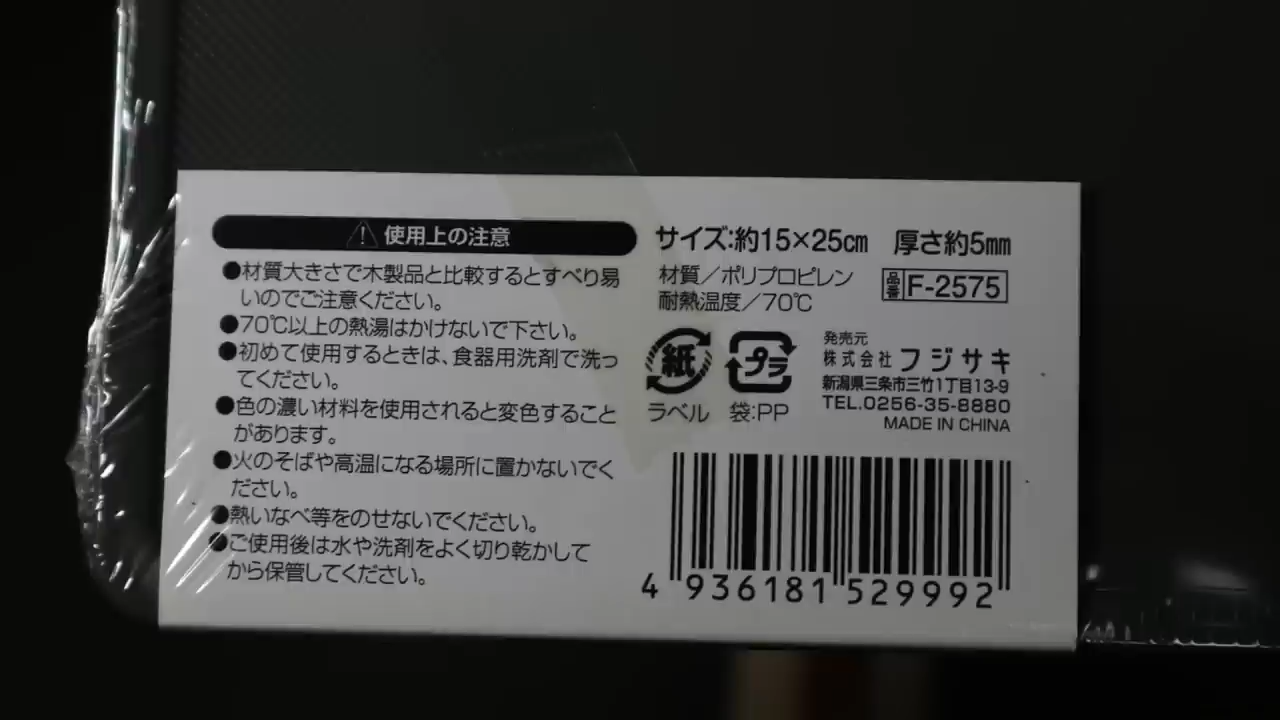 ⚠使用上の注意
●材質大きさで木製品と比較するとすべり易
いのでご注意ください。
●70℃以上の熱湯はかけないで下さい。
●初めて使用するときは、食器用洗剤で洗っ
てください。
●色の濃い材料を使用されると変色すること
があります。
●火のそばや高温になる場所に置かないでく
ださい。
●熱いなべ等をのせないでください。
●ご使用後は水や洗剤をよく切り乾かして
から保管してください。
サイズ:約15×25㎝ 厚さ約5㎜
材質/ポリプロピレン
耐熱温度/70℃
品番 F-2575
紙
ラベル
プラ
袋:PP
発売元
株式会社フジサキ
新潟県三条市三竹1丁目13-9
TEL.0256-35-8880
MADE IN CHINA
4 936181 529992